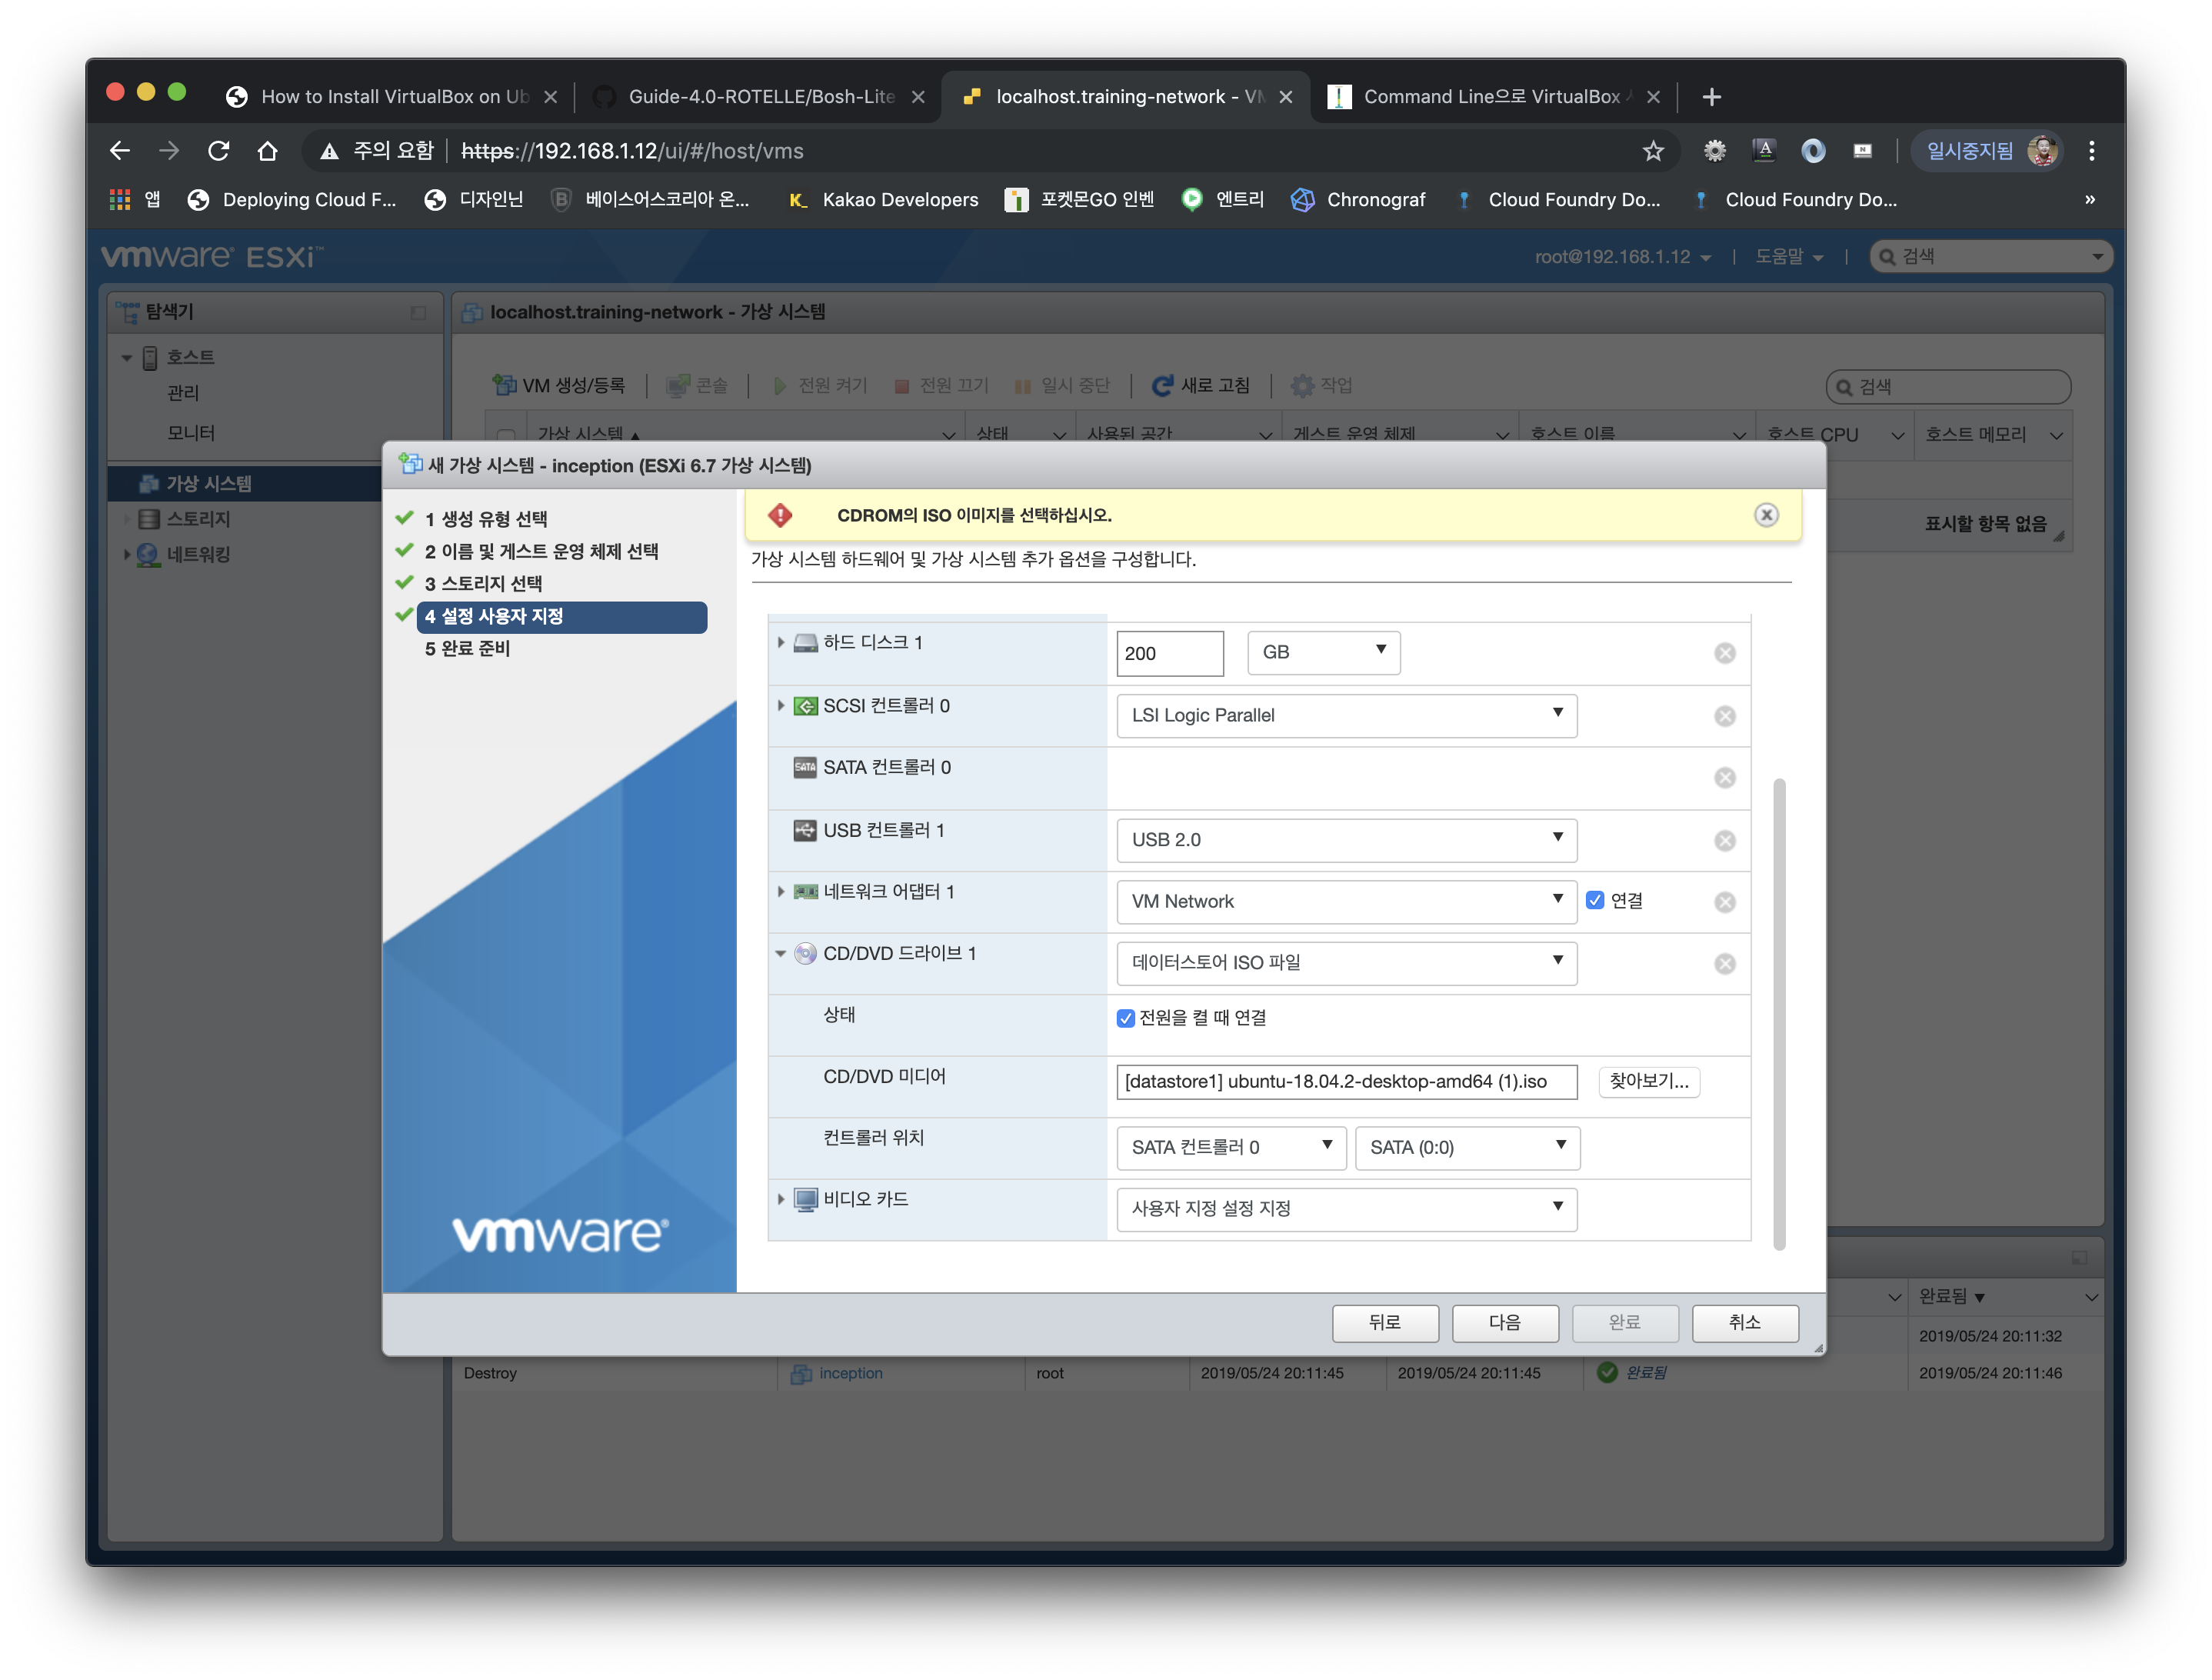 How to Install VirtualBox on Ub
Guide-4.0-ROTELLE/Bosh-Lite
localhost.training-network - VM
Command Line으로 VirtualBox
주의 요함
https://192.168.1.12/ui/#/host/vms
일시중지됨
앱
Deploying Cloud F...
디자인넌
베이스어스코리아 온...
Kakao Developers
포켓몬GO 인벤
엔트리
Chronograf
Cloud Foundry Do...
Cloud Foundry Do...
»
vmware® ESXi™
root@192.168.1.12
도움말
검색
탐색기
호스트
관리
모니터
가상 시스템
스토리지
네트워킹
localhost.training-network - 가상 시스템
VM 생성/등록
콘솔
전원 켜기
전원 끄기
일시 중단
새로 고침
작업
검색
가상 시스템
상태
사용된 공간
게스트 운영 체제
호스트 이름
호스트 CPU
호스트 메모리
표시할 항목 없음
새 가상 시스템 - inception (ESXi 6.7 가상 시스템)
1 생성 유형 선택
2 이름 및 게스트 운영 체제 선택
3 스토리지 선택
4 설정 사용자 지정
5 완료 준비
vmware®
CDROM의 ISO 이미지를 선택하십시오.
가상 시스템 하드웨어 및 가상 시스템 추가 옵션을 구성합니다.
하드 디스크 1
200
GB
SCSI 컨트롤러 0
LSI Logic Parallel
SATA
SATA 컨트롤러 0
USB 컨트롤러 1
USB 2.0
네트워크 어댑터 1
VM Network
연결
CD/DVD 드라이브 1
데이터스토어 ISO 파일
상태
전원을 켤 때 연결
CD/DVD 미디어
[datastore1] ubuntu-18.04.2-desktop-amd64 (1).iso
찾아보기...
컨트롤러 위치
SATA 컨트롤러 0
SATA (0:0)
비디오 카드
사용자 지정 설정 지정
뒤로
다음
완료
취소
완료됨
2019/05/24 20:11:32
Destroy
inception
root
2019/05/24 20:11:45
2019/05/24 20:11:45
완료됨
2019/05/24 20:11:46